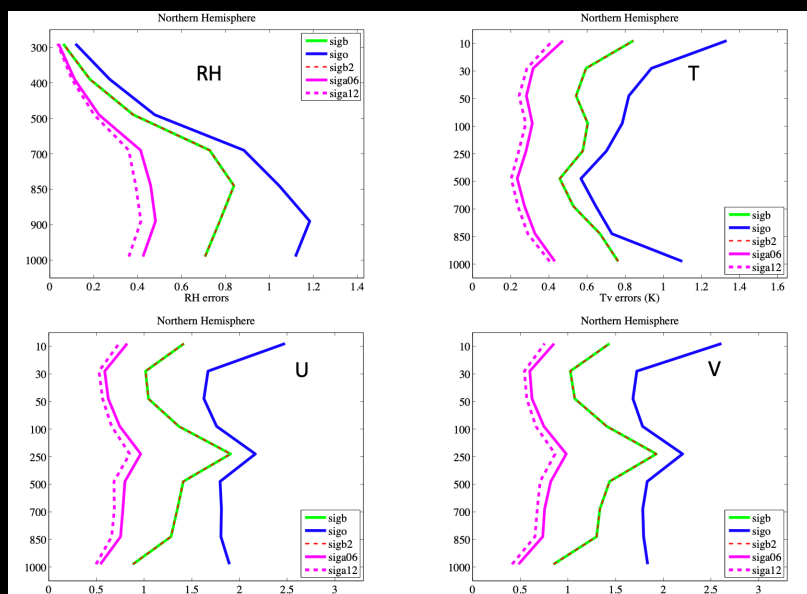 Northern Hemisphere
300
400
500
700
850
900
1000
RH
sigb
sigo
sigb2
siga06
siga12
0 0.2 0.4 0.6 0.8 1 1.2 1.4
RH errors
Northern Hemisphere
10
30
50
100
250
500
700
850
1000
T
sigb
sigo
sigb2
siga06
siga12
0 0.2 0.4 0.6 0.8 1 1.2 1.4 1.6
Tv errors (K)
Northern Hemisphere
10
30
50
100
250
500
700
850
1000
U
sigb
sigo
sigb2
siga06
siga12
0 0.5 1 1.5 2 2.5 3
Northern Hemisphere
10
30
50
100
250
500
700
850
1000
V
sigb
sigo
sigb2
siga06
siga12
0 0.5 1 1.5 2 2.5 3